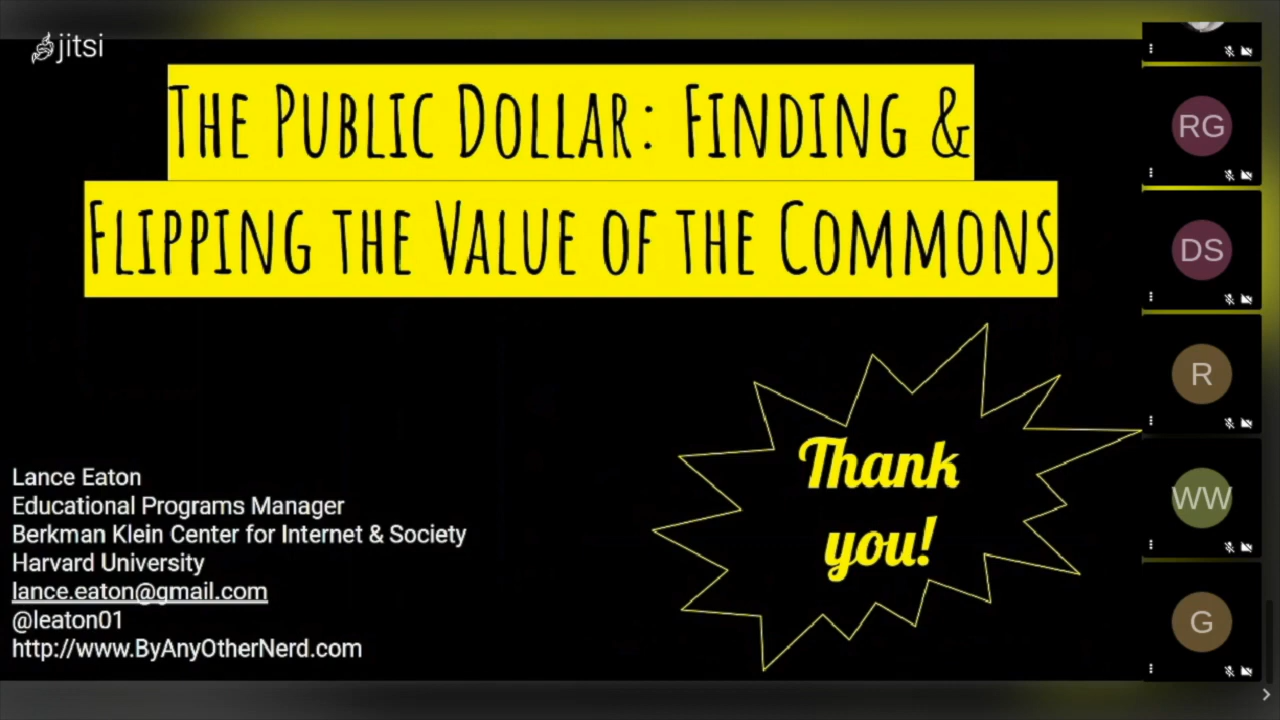 jitsi
The Public Dollar: Finding &
Flipping the Value of the Commons
Thank
you!
Lance Eaton
Educational Programs Manager
Berkman Klein Center for Internet & Society
Harvard University
lance.eaton@gmail.com
@leaton01
http://www.ByAnyOtherNerd.com
RG
DS
R
WW
G